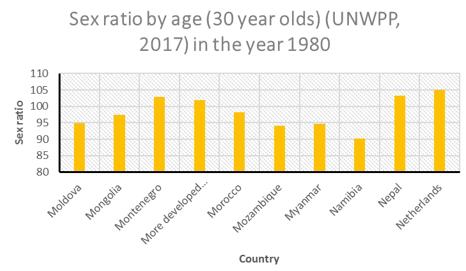 Sex ratio by age (30 year olds) (UNWPP,
2017) in the year 1980
110
105
100
95
90
85
80
Sex ratio
Moldova
Mongolia
Montenegro
More developed...
Morocco
Mozambique
Myanmar
Namibia
Nepal
Netherlands
Country